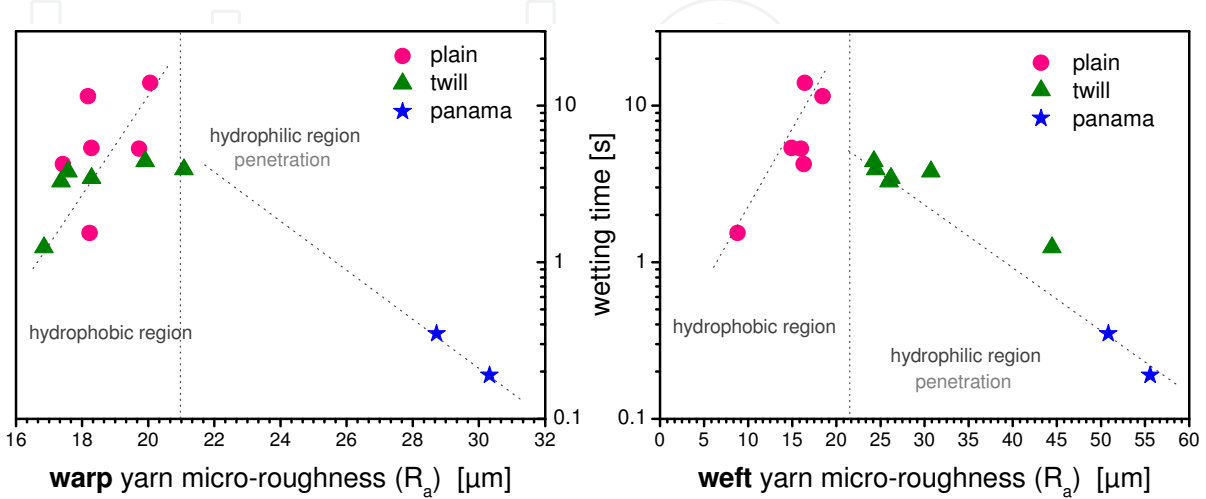 plain
twill
panama
hydrophilic region
penetration
hydrophobic region
10
1
0.1
16 18 20 22 24 26 28 30 32
warp yarn micro-roughness (Ra) [µm]
wetting time [s]
plain
twill
panama
hydrophobic region
hydrophilic region
penetration
10
1
0.1
0 5 10 15 20 25 30 35 40 45 50 55 60
weft yarn micro-roughness (Ra) [µm]